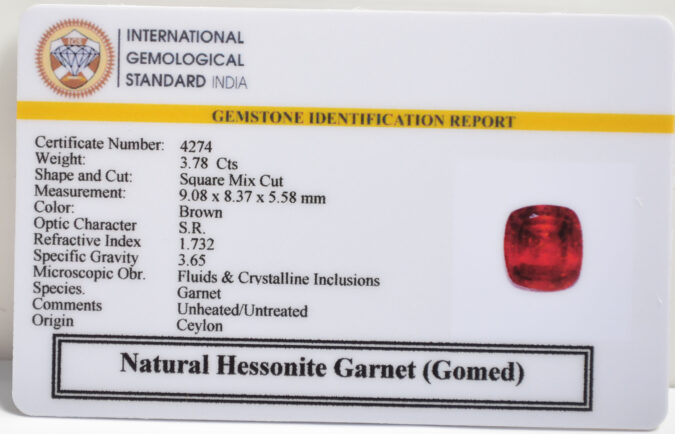 IGS
INTERNATIONAL
GEMOLOGICAL
STANDARD INDIA
GEMSTONE IDENTIFICATION REPORT
Certificate Number: 4274
Weight: 3.78 Cts
Shape and Cut: Square Mix Cut
Measurement: 9.08 x 8.37 x 5.58 mm
Color: Brown
Optic Character S.R.
Refractive Index 1.732
Specific Gravity 3.65
Microscopic Obr. Fluids & Crystalline Inclusions
Species. Garnet
Comments Unheated/Untreated
Origin Ceylon
Natural Hessonite Garnet (Gomed)